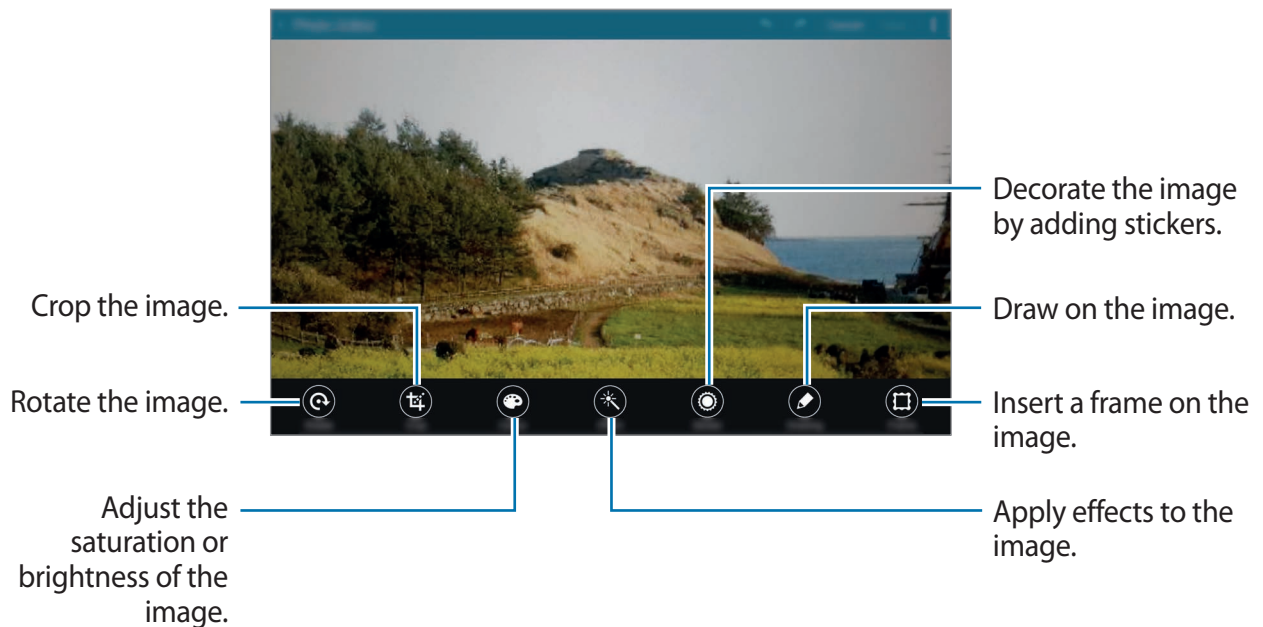 Decorate the image
by adding stickers.
Crop the image.
Draw on the image.
Rotate the image.
Insert a frame on the
image.
Adjust the
saturation or
brightness of the
image.
Apply effects to the
image.